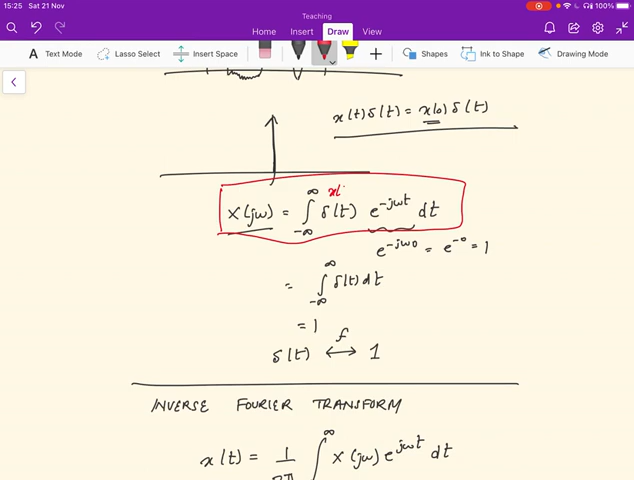 15:25 Sat 21 Nov
100%
Teaching
Home Insert Draw View
Text Mode Lasso Select Insert Space Shapes Ink to Shape Drawing Mode
x(t)δ(t) = x(0) δ(t)
x(
X(jω) = ∫_{-∞}^{∞} δ(t) e^{-jωt} dt
e^{-jω0} = e^{-0} = 1
= ∫_{-∞}^{∞} δ(t) dt
= 1
f
δ(t) ↔ 1
INVERSE FOURIER TRANSFORM
x(t) = 1/2π ∫^{∞} X(jω) e^{jωt} dt